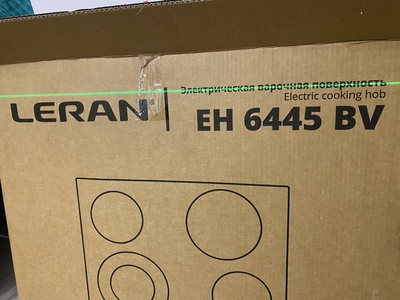 LERAN
Электрическая варочная поверхность
Electric cooking hob
EH 6445 BV